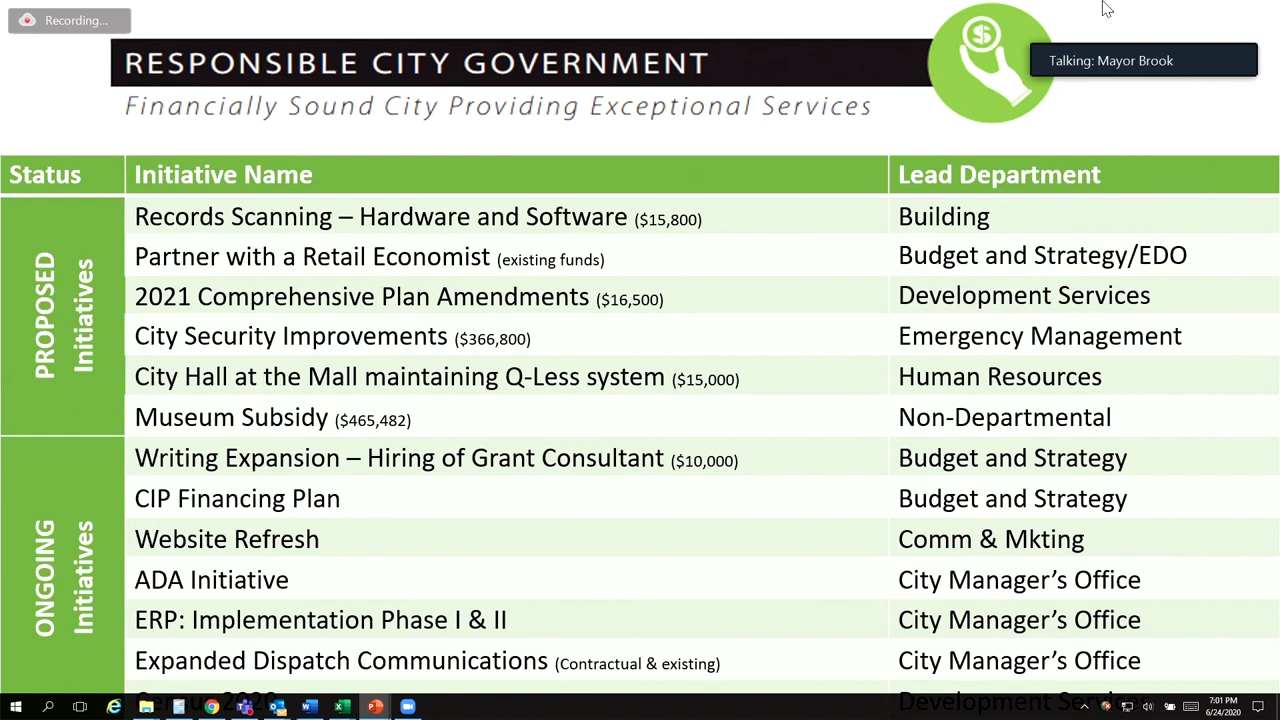 Recording...
RESPONSIBLE CITY GOVERNMENT
Talking: Mayor Brook
Financially Sound City Providing Exceptional Services
Status Initiative Name Lead Department
PROPOSED
Initiatives
Records Scanning – Hardware and Software ($15,800) Building
Partner with a Retail Economist (existing funds) Budget and Strategy/EDO
2021 Comprehensive Plan Amendments ($16,500) Development Services
City Security Improvements ($366,800) Emergency Management
City Hall at the Mall maintaining Q-Less system ($15,000) Human Resources
Museum Subsidy ($465,482) Non-Departmental
ONGOING
Initiatives
Writing Expansion – Hiring of Grant Consultant ($10,000) Budget and Strategy
CIP Financing Plan Budget and Strategy
Website Refresh Comm & Mkting
ADA Initiative City Manager's Office
ERP: Implementation Phase I & II City Manager's Office
Expanded Dispatch Communications (Contractual & existing) City Manager's Office
Census 2020 Development Services
7:01 PM
6/24/2020